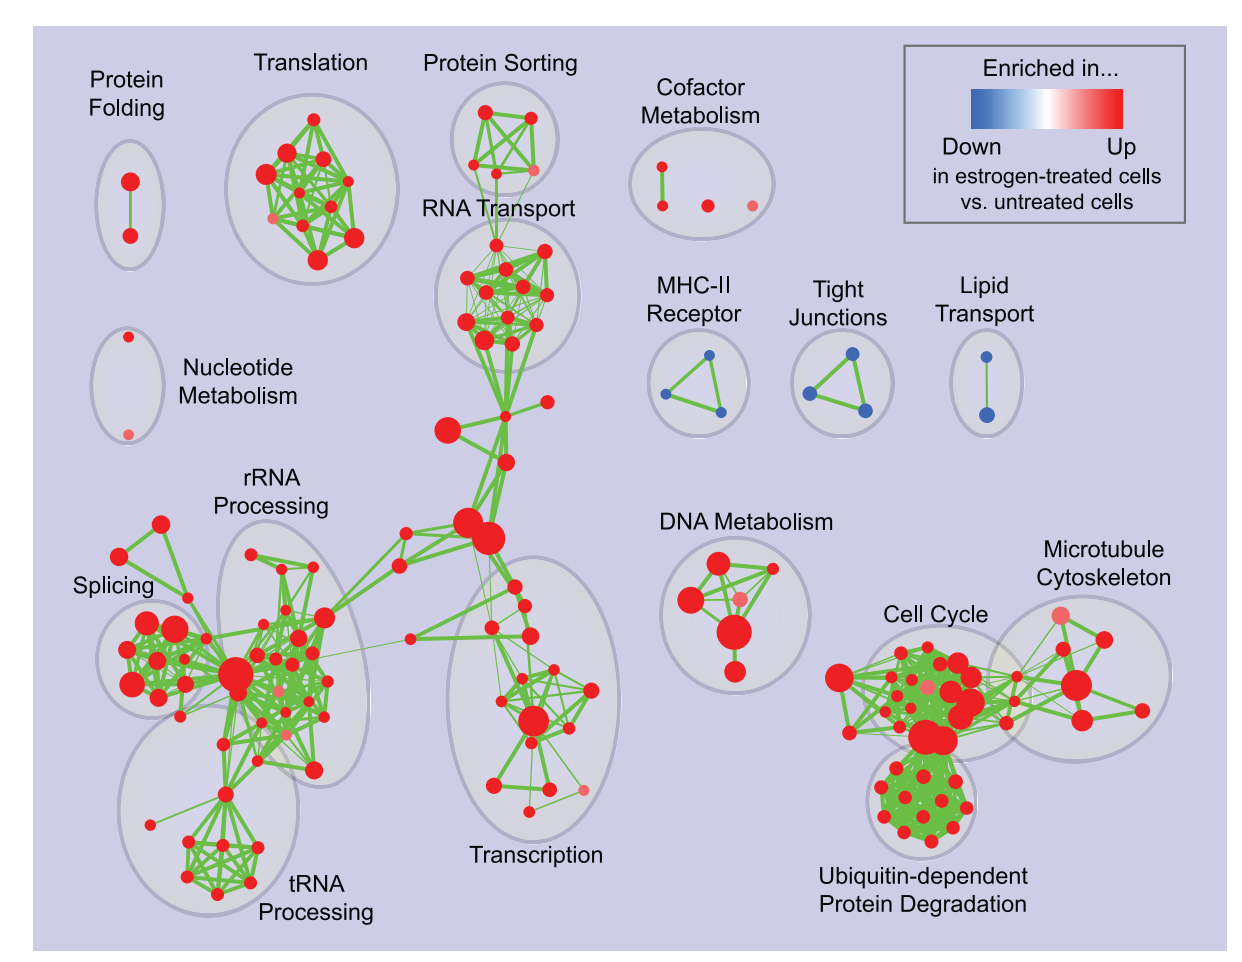 Protein
Folding
Translation
Protein Sorting
Cofactor
Metabolism
Enriched in...
Down
Up
in estrogen-treated cells
vs. untreated cells
RNA Transport
MHC-II
Receptor
Tight
Junctions
Lipid
Transport
Nucleotide
Metabolism
rRNA
Processing
Splicing
DNA Metabolism
Microtubule
Cytoskeleton
Cell Cycle
Transcription
tRNA
Processing
Ubiquitin-dependent
Protein Degradation